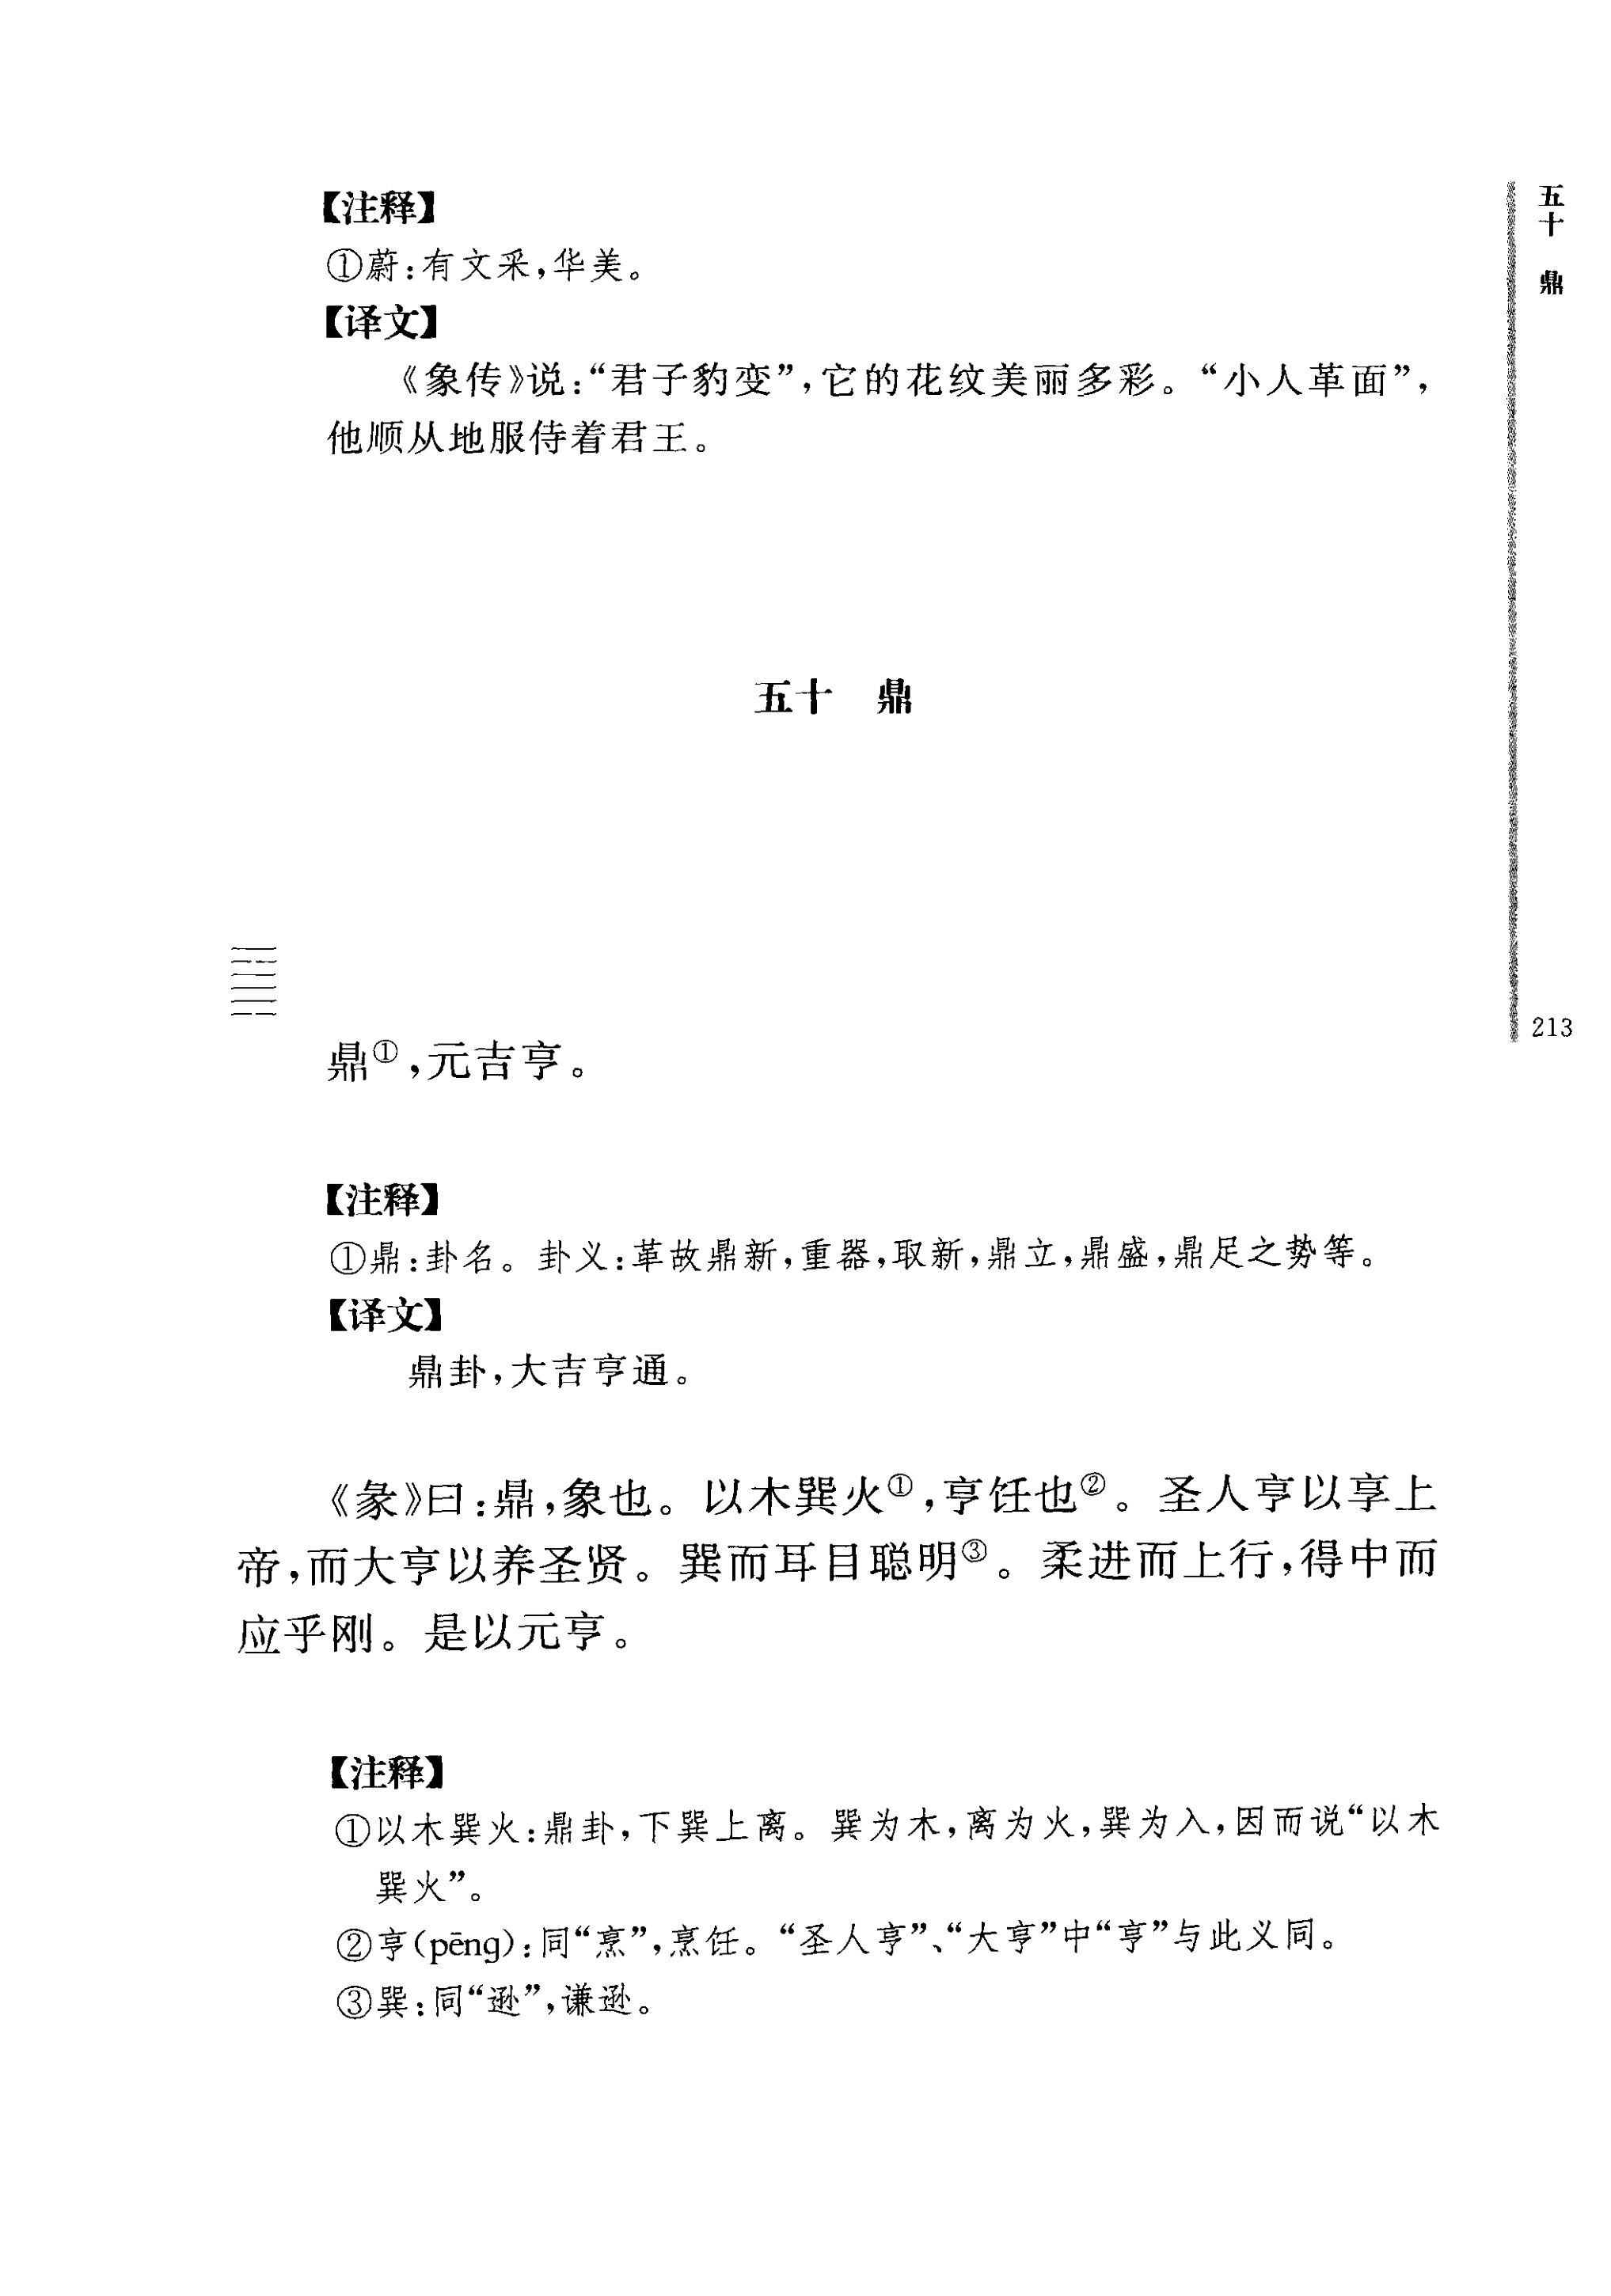 【注释】
①蔚：有文采，华美。
【译文】
《象传》说：“君子豹变”，它的花纹美丽多彩。“小人革面”，
他顺从地服侍着君王。
五十　鼎
鼎①，元吉亨。
【注释】
①鼎：卦名。卦义：革故鼎新，重器，取新，鼎立，鼎盛，鼎足之势等。
【译文】
鼎卦，大吉亨通。
《彖》曰：鼎，象也。以木巽火①，亨饪也②。圣人亨以享上
帝，而大亨以养圣贤。巽而耳目聪明③。柔进而上行，得中而
应乎刚。是以元亨。
【注释】
①以木巽火：鼎卦，下巽上离。巽为木，离为火，巽为入，因而说“以木
巽火”。
②亨（pēng）：同“烹”，烹饪。“圣人亨”、“大亨”中“亨”与此义同。
③巽：同“逊”，谦逊。
五十　鼎
213